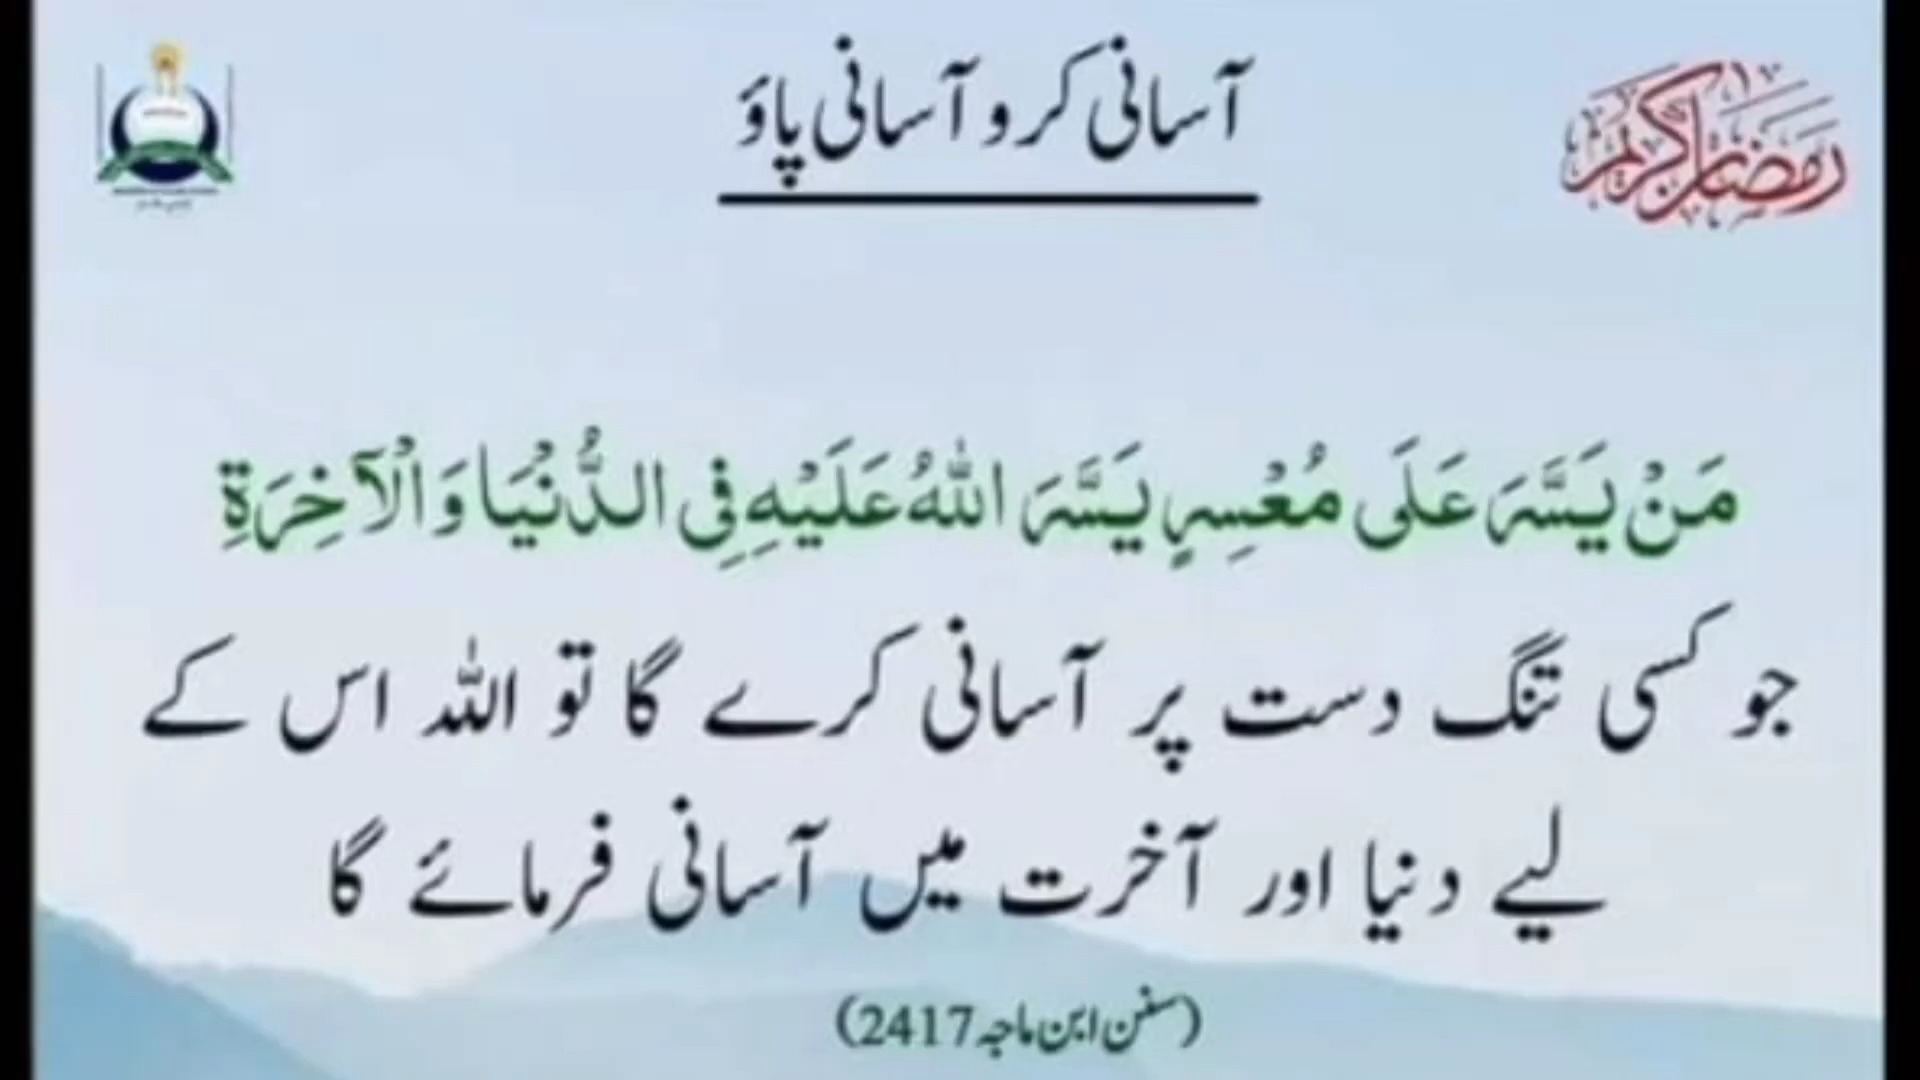 آسانی کرو آسانی پاؤ
رمضان کریم
مَنْ يَسَّرَ عَلَى مُعْسِرٍ يَسَّرَ اللهُ عَلَيْهِ فِي الدُّنْيَا وَالْآخِرَةِ
جو کسی تنگ دست پر آسانی کرے گا تو اللہ اس کے
لیے دنیا اور آخرت میں آسانی فرمائے گا
(سنن ابن ماجہ 2417)